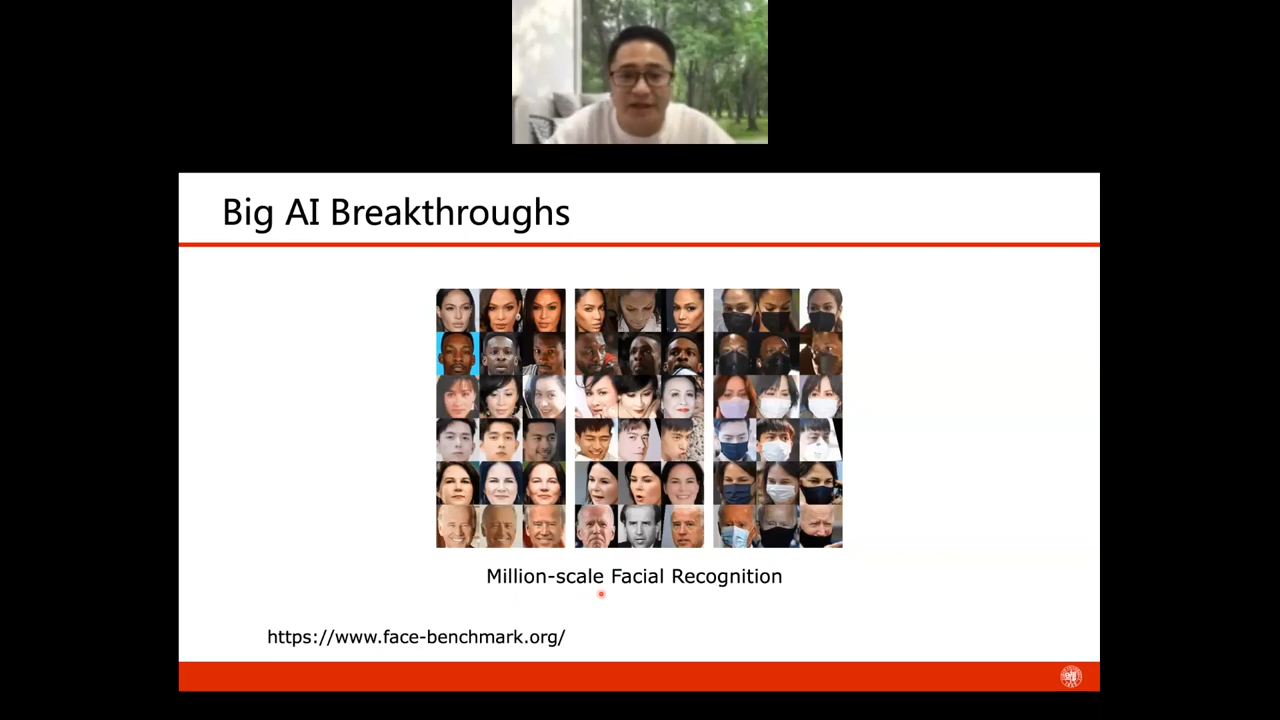 Big AI Breakthroughs
Million-scale Facial Recognition
https://www.face-benchmark.org/